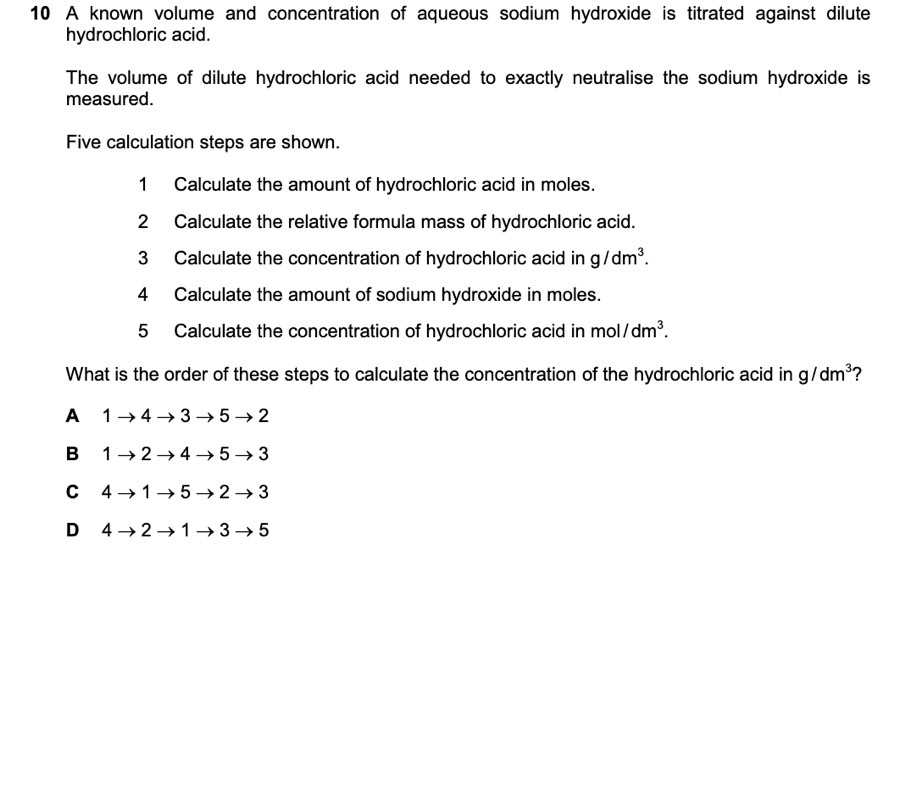 10 A known volume and concentration of aqueous sodium hydroxide is titrated against dilute
hydrochloric acid.
The volume of dilute hydrochloric acid needed to exactly neutralise the sodium hydroxide is
measured.
Five calculation steps are shown.
1 Calculate the amount of hydrochloric acid in moles.
2 Calculate the relative formula mass of hydrochloric acid.
3 Calculate the concentration of hydrochloric acid in g/dm³.
4 Calculate the amount of sodium hydroxide in moles.
5 Calculate the concentration of hydrochloric acid in mol/dm³.
What is the order of these steps to calculate the concentration of the hydrochloric acid in g/dm³?
A 1 → 4 → 3 → 5 → 2
B 1 → 2 → 4 → 5 → 3
C 4 → 1 → 5 → 2 → 3
D 4 → 2 → 1 → 3 → 5